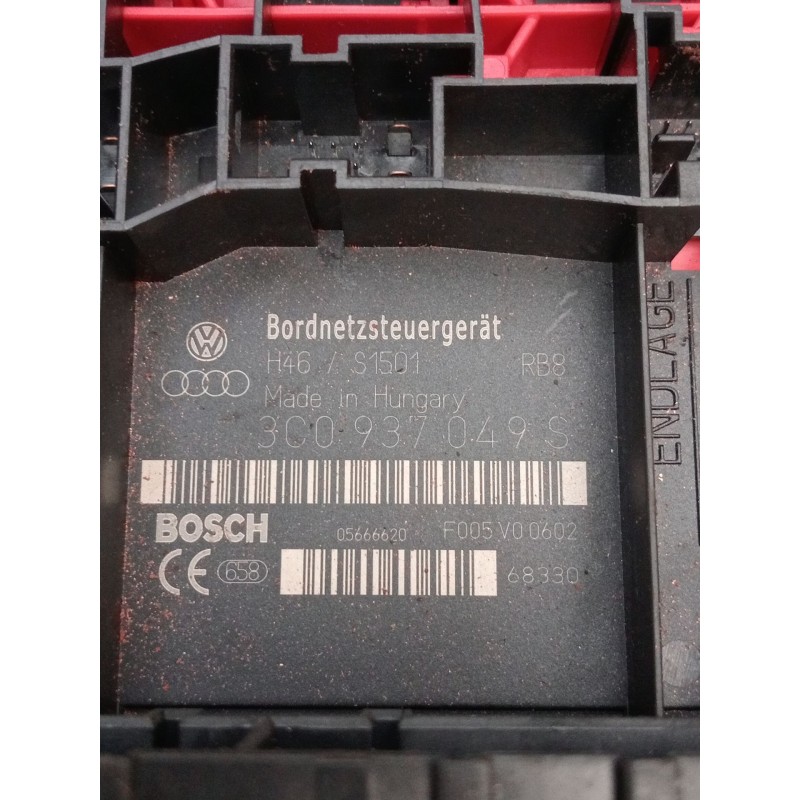 Bordnetzsteuergerät
H46 / S1501 RB8
Made in Hungary
3C0 937 049 S
BOSCH 05666620 F005 V0 0602
CE 658 68330
ENDLAGE